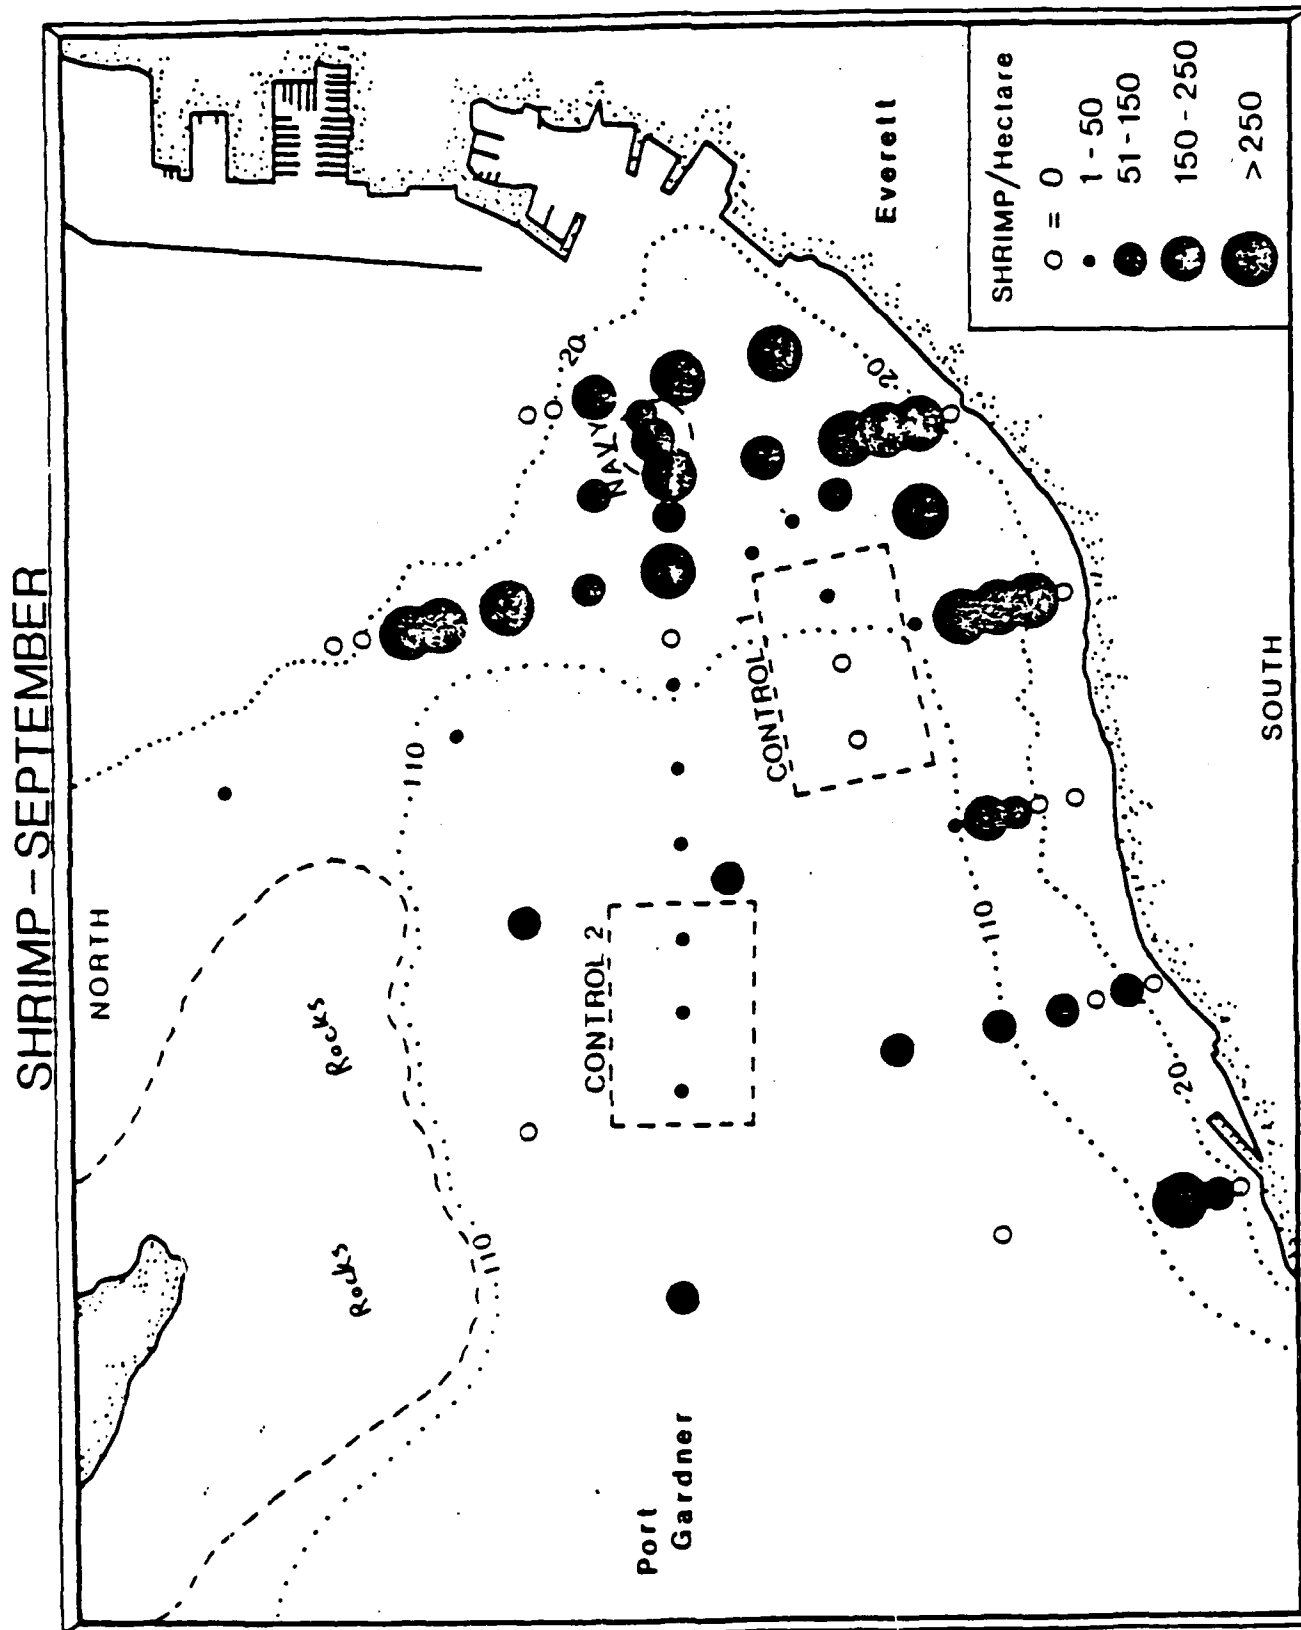 SHRIMP - SEPTEMBER
NORTH
Rocks
Rocks
110
110
110
20
20
20
NAVY
CONTROL 1
CONTROL 2
Port
Gardner
Everett
SOUTH
SHRIMP/Hectare
O = 0
1 - 50
51 - 150
150 - 250
> 250